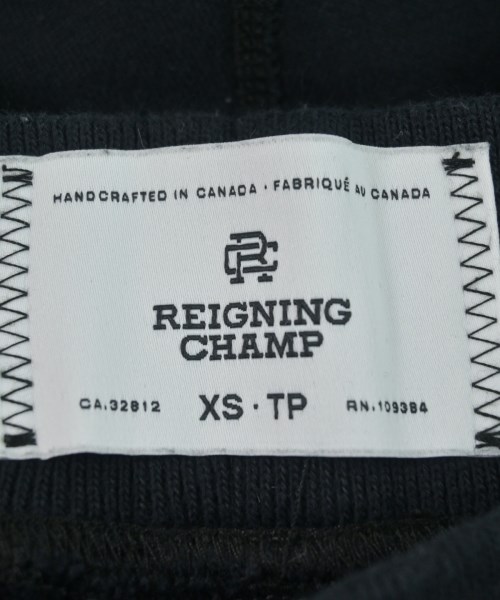 HANDCRAFTED IN CANADA · FABRIQUÉ AU CANADA
RC
REIGNING
CHAMP
CA.32812 XS · TP RN.109384